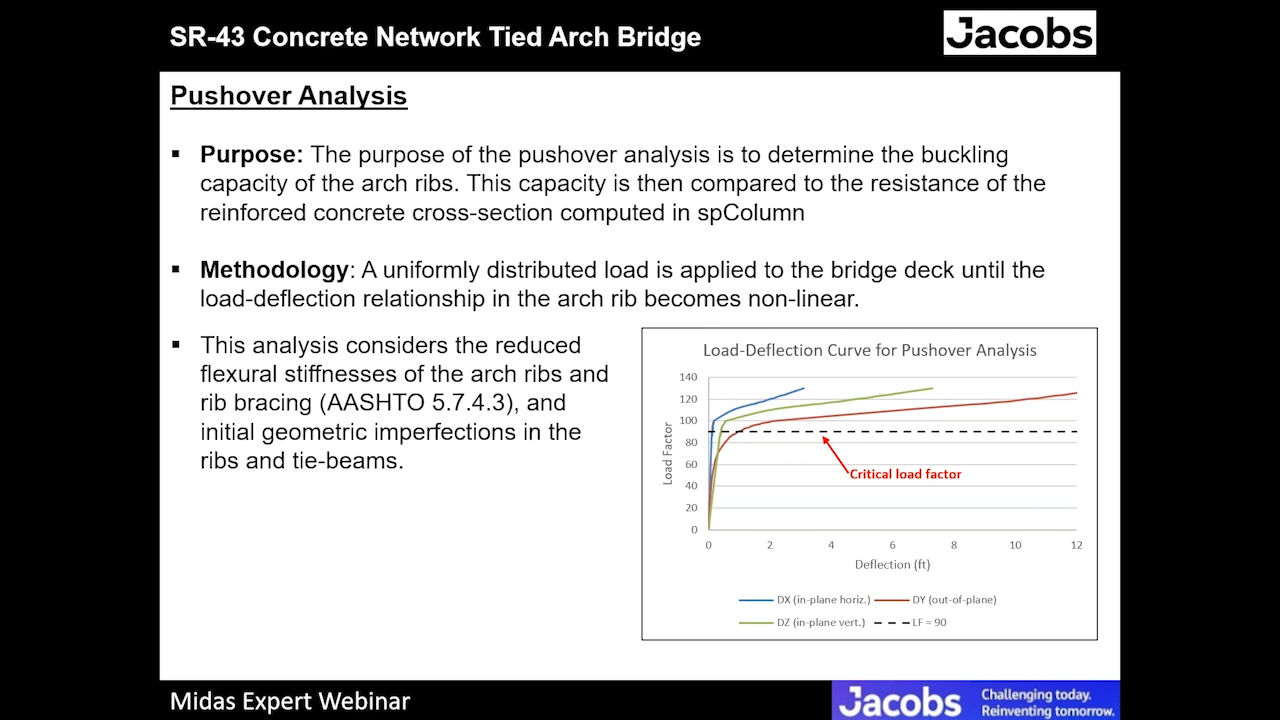 SR-43 Concrete Network Tied Arch Bridge
Jacobs
Pushover Analysis
▪ Purpose: The purpose of the pushover analysis is to determine the buckling
capacity of the arch ribs. This capacity is then compared to the resistance of the
reinforced concrete cross-section computed in spColumn
▪ Methodology: A uniformly distributed load is applied to the bridge deck until the
load-deflection relationship in the arch rib becomes non-linear.
▪ This analysis considers the reduced
flexural stiffnesses of the arch ribs and
rib bracing (AASHTO 5.7.4.3), and
initial geometric imperfections in the
ribs and tie-beams.
Load-Deflection Curve for Pushover Analysis
Load Factor
140
120
100
80
60
40
20
0
Critical load factor
0 2 4 6 8 10 12
Deflection (ft)
DX (in-plane horiz.) DY (out-of-plane)
DZ (in-plane vert.) LF = 90
Midas Expert Webinar
Jacobs
Challenging today.
Reinventing tomorrow.